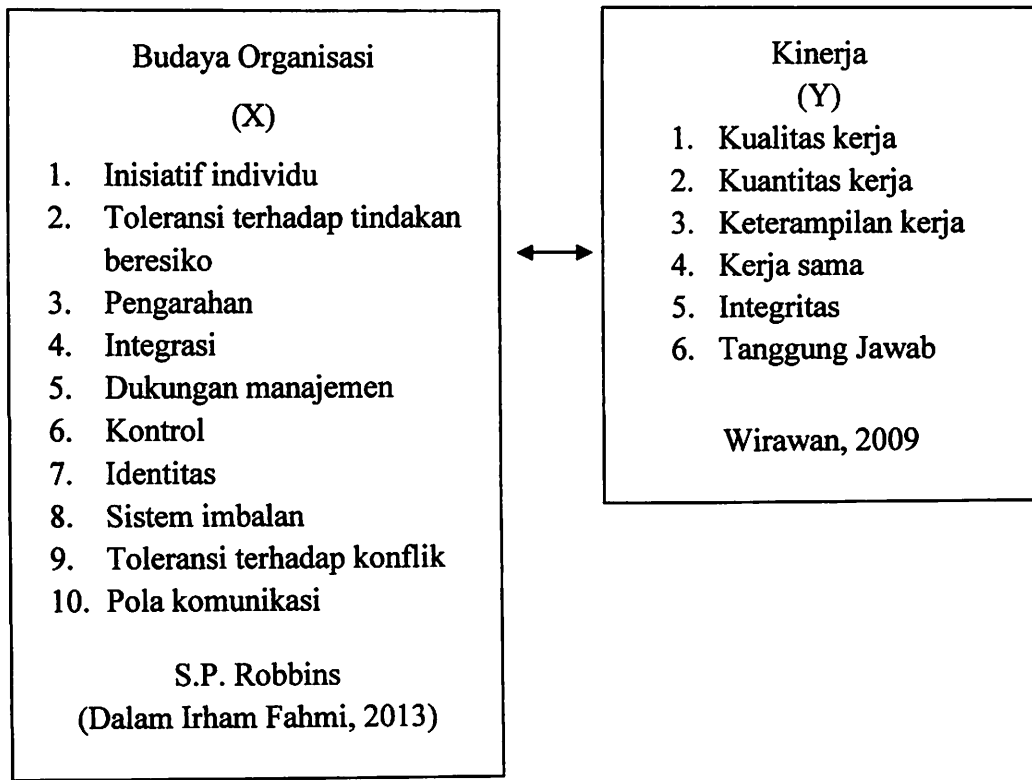 Budaya Organisasi
(X)
1. Inisiatif individu
2. Toleransi terhadap tindakan
beresiko
3. Pengarahan
4. Integrasi
5. Dukungan manajemen
6. Kontrol
7. Identitas
8. Sistem imbalan
9. Toleransi terhadap konflik
10. Pola komunikasi
S.P. Robbins
(Dalam Irham Fahmi, 2013)
Kinerja
(Y)
1. Kualitas kerja
2. Kuantitas kerja
3. Keterampilan kerja
4. Kerja sama
5. Integritas
6. Tanggung Jawab
Wirawan, 2009